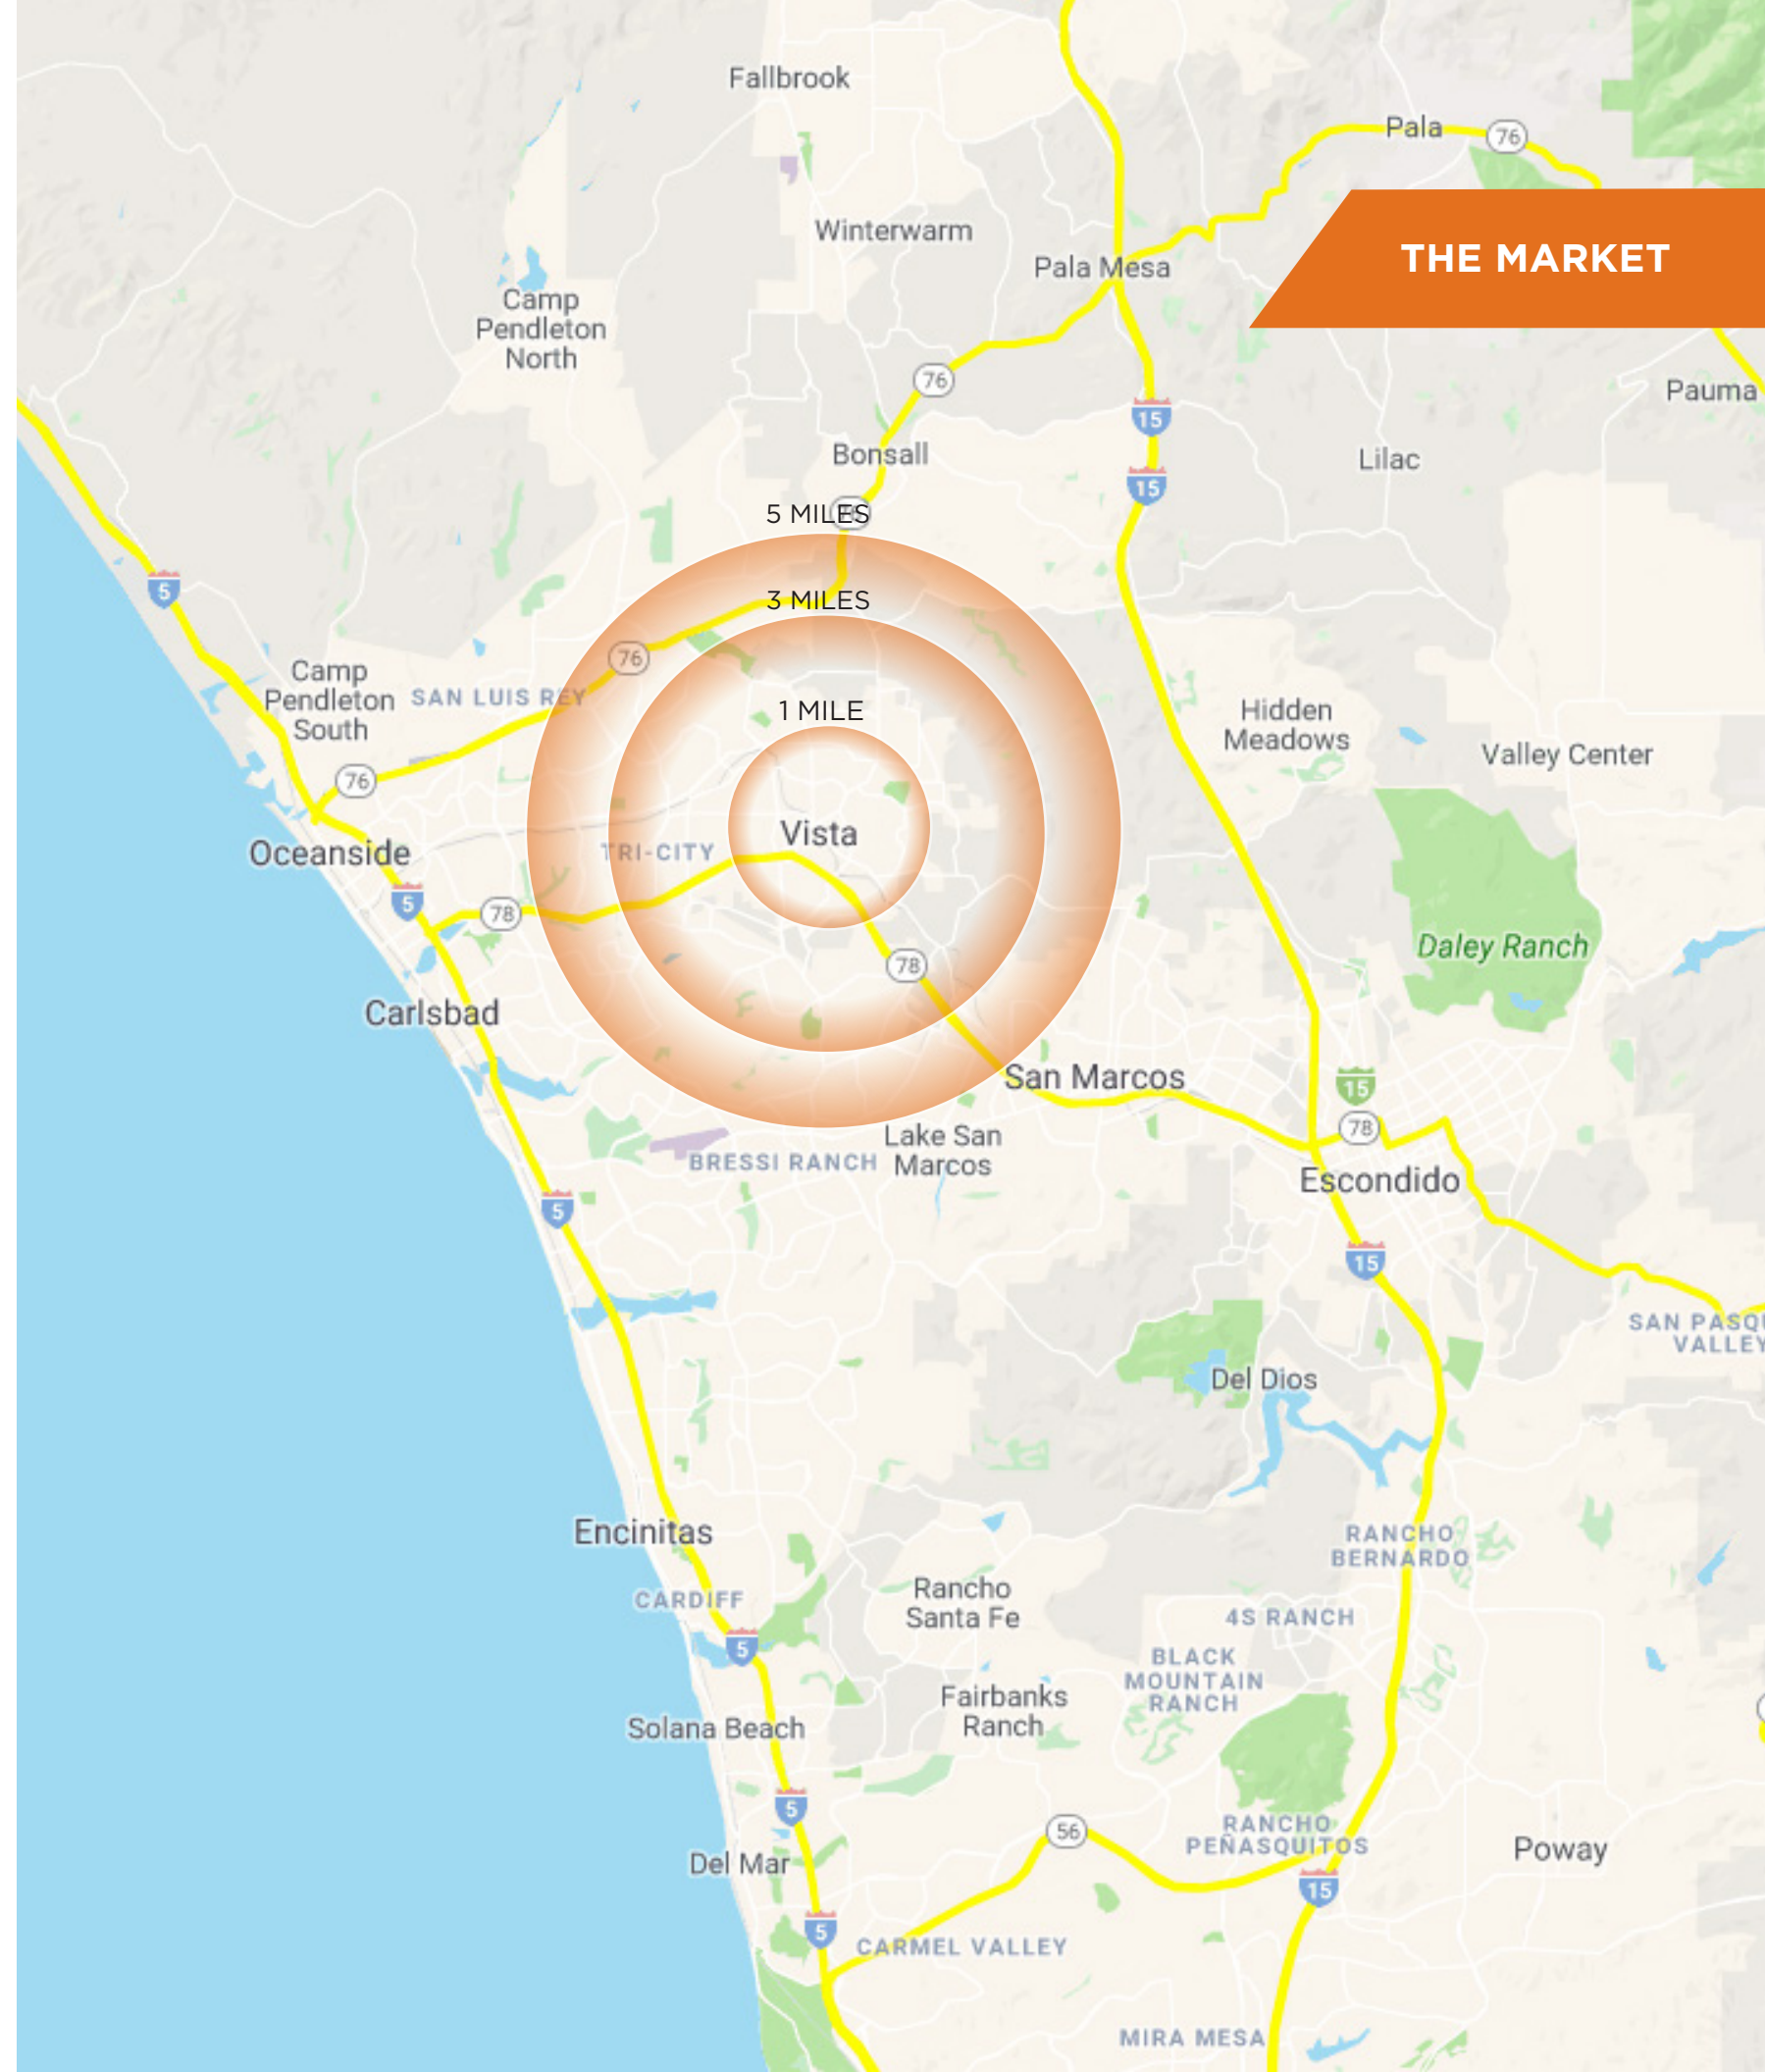 Fallbrook
Pala
76
Winterwarm
THE MARKET
Pala Mesa
Camp
Pendleton
North
76
Pauma
15
Bonsall
Lilac
15
5 MILES
5
3 MILES
76
Camp
Pendleton
South
SAN LUIS REY
1 MILE
Hidden
Meadows
Valley Center
76
Vista
Oceanside
TRI-CITY
5
78
Daley Ranch
78
Carlsbad
San Marcos
15
78
Lake San
Marcos
BRESSI RANCH
Escondido
5
15
SAN PASQU
VALLEY
Del Dios
Encinitas
RANCHO
BERNARDO
CARDIFF
Rancho
Santa Fe
4S RANCH
5
BLACK
MOUNTAIN
RANCH
Fairbanks
Ranch
Solana Beach
5
56
RANCHO
PEÑASQUITOS
Poway
Del Mar
15
5
CARMEL VALLEY
MIRA MESA